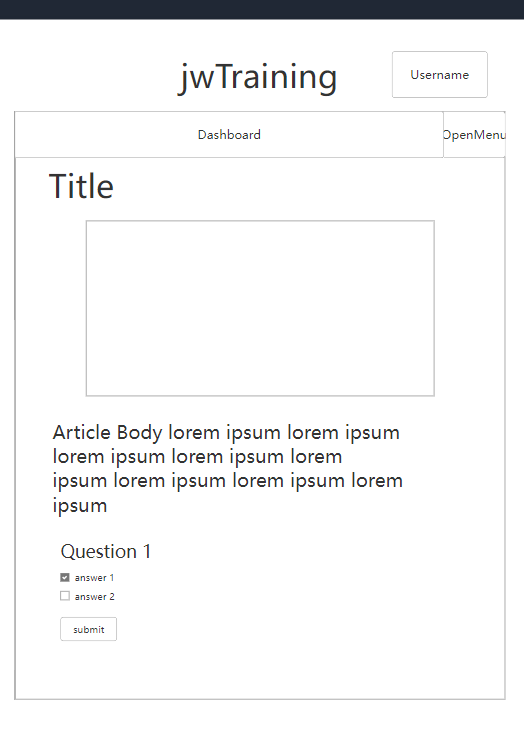 jwTraining
Username
Dashboard
OpenMenu
Title
Article Body lorem ipsum lorem ipsum
lorem ipsum lorem ipsum lorem
ipsum lorem ipsum lorem ipsum lorem
ipsum
Question 1
answer 1
answer 2
submit